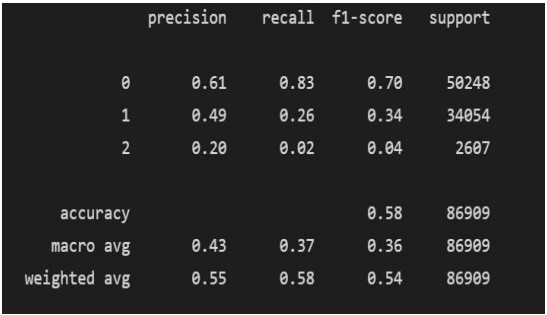 precision recall f1-score support
0 0.61 0.83 0.70 50248
1 0.49 0.26 0.34 34054
2 0.20 0.02 0.04 2607
accuracy 0.58 86909
macro avg 0.43 0.37 0.36 86909
weighted avg 0.55 0.58 0.54 86909